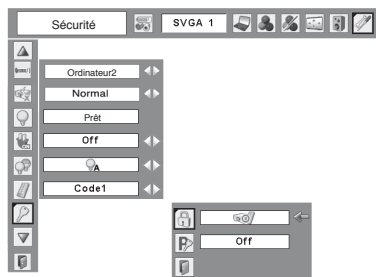 Sécurité
SVGA 1
Ordinateur2
Normal
Prêt
Off
A
Code1
Off